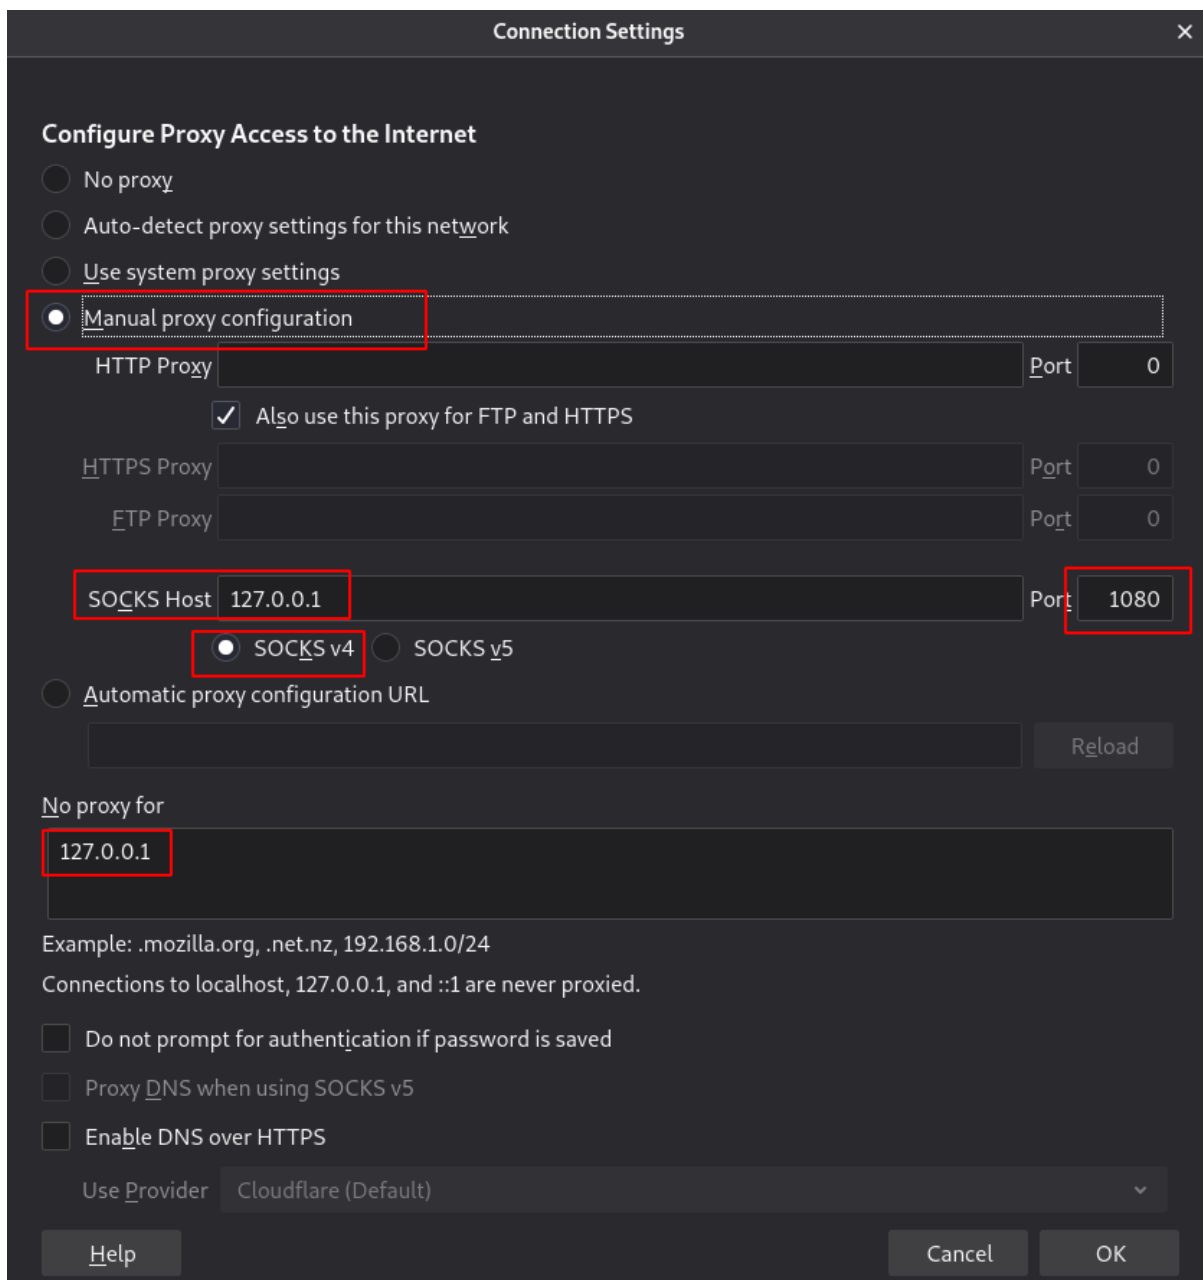 Connection Settings ×
Configure Proxy Access to the Internet
No proxy
Auto-detect proxy settings for this network
Use system proxy settings
Manual proxy configuration
HTTP Proxy Port 0
Also use this proxy for FTP and HTTPS
HTTPS Proxy Port 0
FTP Proxy Port 0
SOCKS Host 127.0.0.1 Port 1080
SOCKS v4 SOCKS v5
Automatic proxy configuration URL
Reload
No proxy for
127.0.0.1
Example: .mozilla.org, .net.nz, 192.168.1.0/24
Connections to localhost, 127.0.0.1, and ::1 are never proxied.
Do not prompt for authentication if password is saved
Proxy DNS when using SOCKS v5
Enable DNS over HTTPS
Use Provider Cloudflare (Default)
Help Cancel OK